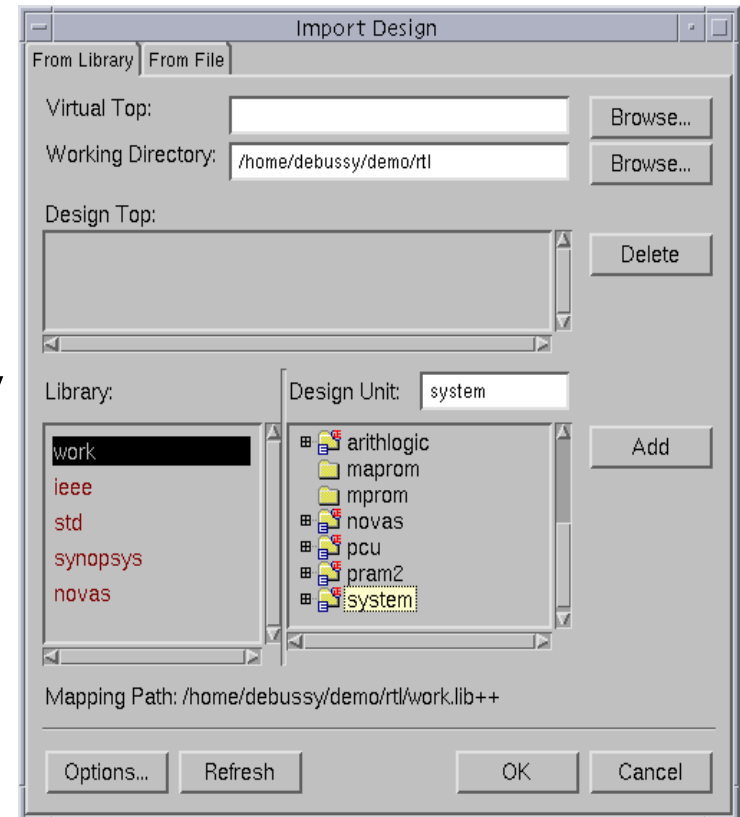 Import Design
From Library From File
Virtual Top:
Browse...
Working Directory: /home/debussy/demo/rtl
Browse...
Design Top:
Delete
Library:
Design Unit: system
work
ieee
std
synopsys
novas
arithlogic
maprom
mprom
novas
pcu
pram2
system
Add
Mapping Path: /home/debussy/demo/rtl/work.lib++
Options... Refresh OK Cancel